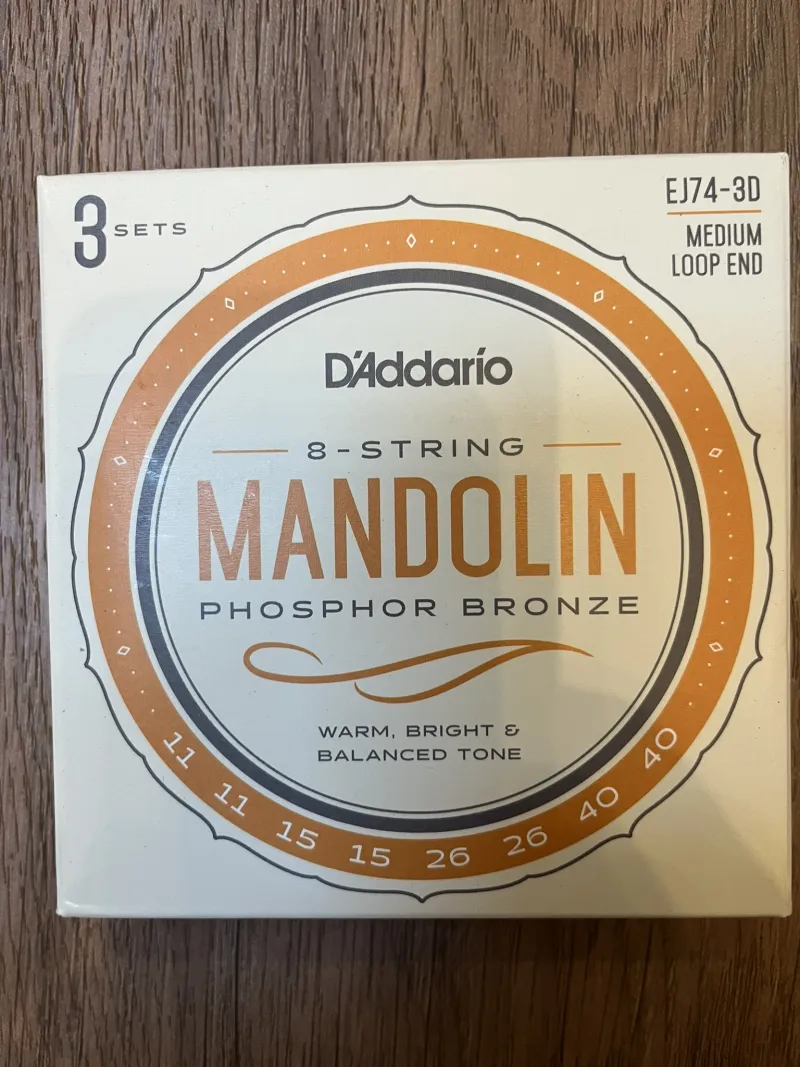 3 SETS
EJ74-3D
MEDIUM
LOOP END
D'Addario
8-STRING
MANDOLIN
PHOSPHOR BRONZE
WARM, BRIGHT &
BALANCED TONE
11 11 15 15 26 26 40 40